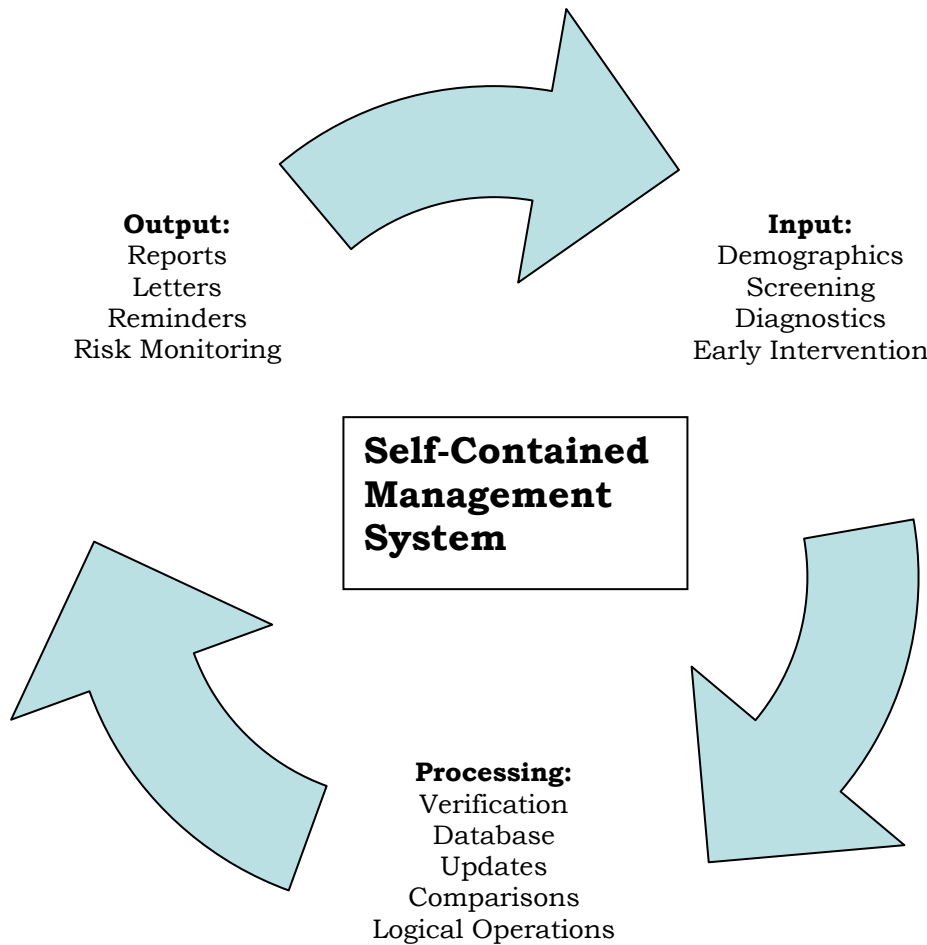 Output:
Reports
Letters
Reminders
Risk Monitoring
Input:
Demographics
Screening
Diagnostics
Early Intervention
Self-Contained
Management
System
Processing:
Verification
Database
Updates
Comparisons
Logical Operations